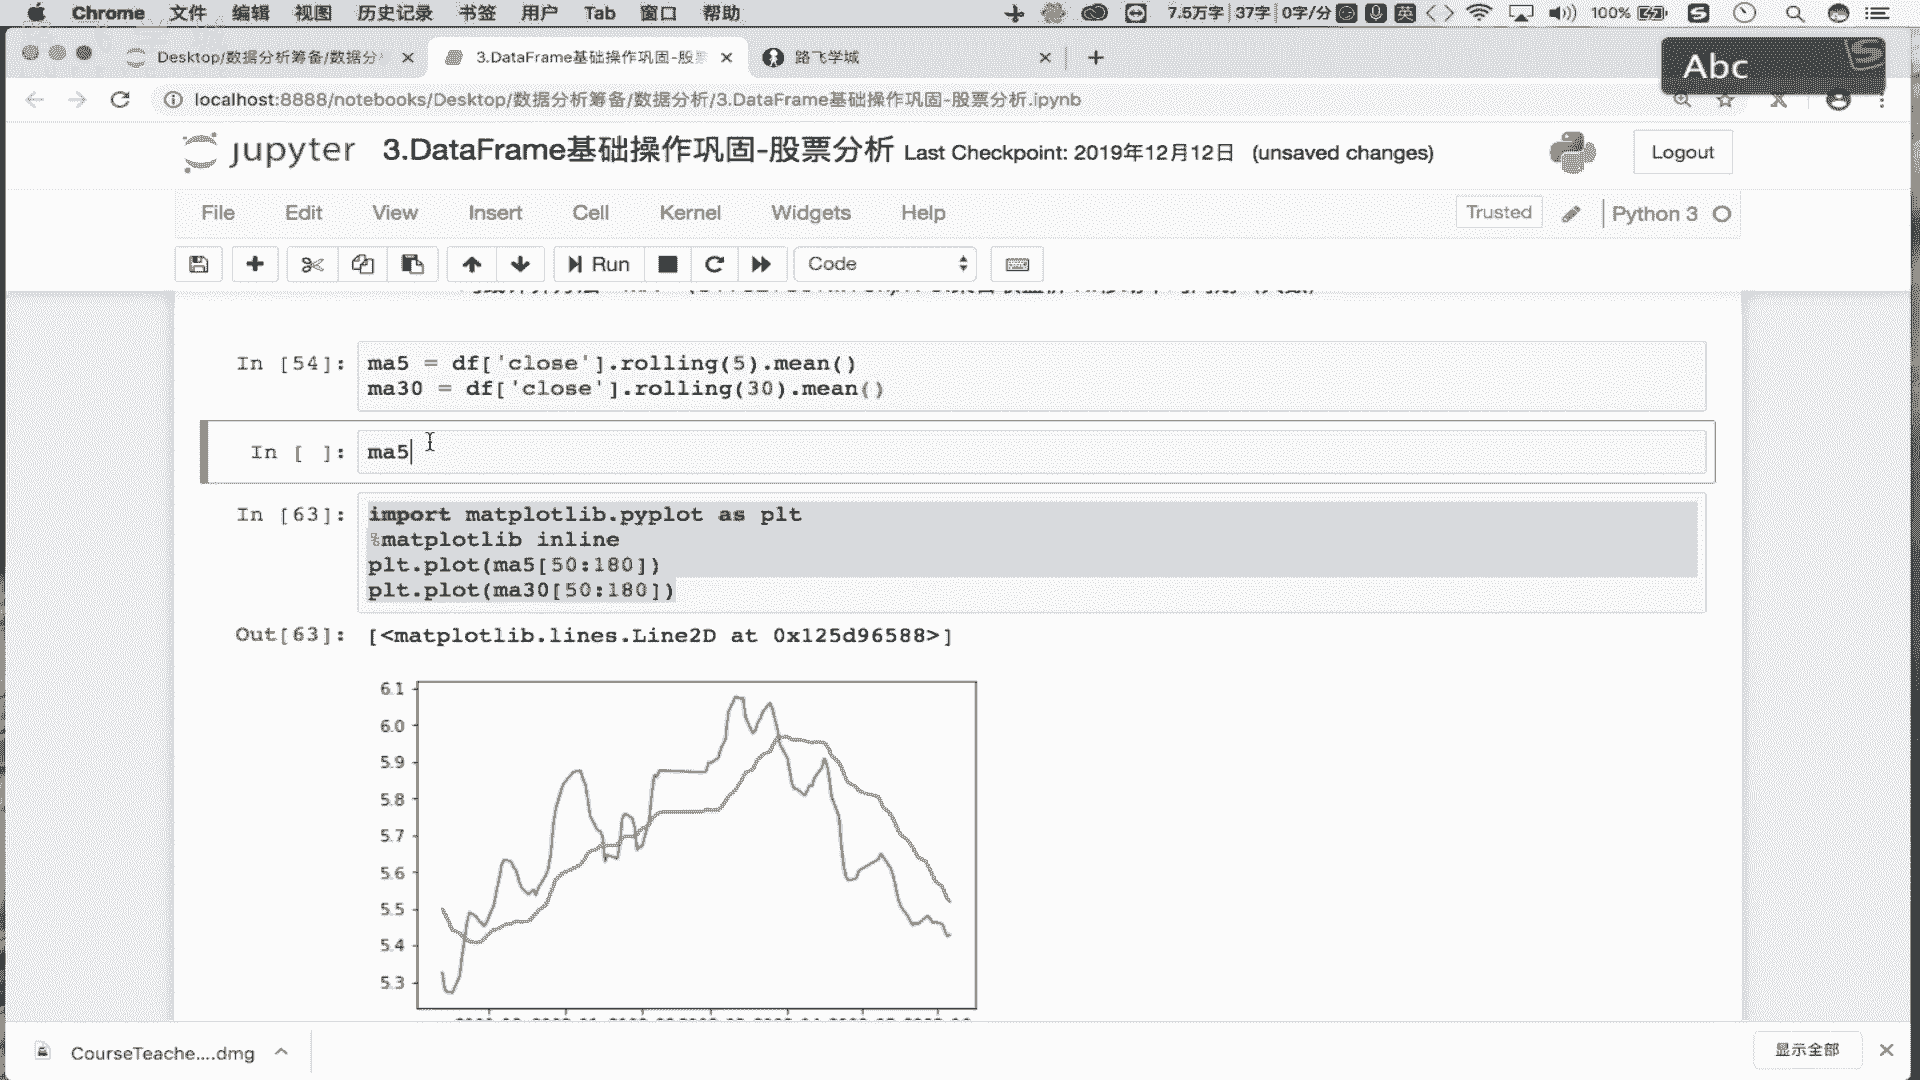 Chrome 文件 编辑 视图 历史记录 书签 用户 Tab 窗口 帮助 7.5万字 37字 0字/分 英 100%
Desktop/数据分析筹备/数据分 3.DataFrame基础操作巩固-股 路飞学城
Abc
localhost:8888/notebooks/Desktop/数据分析筹备/数据分析/3.DataFrame基础操作巩固-股票分析.ipynb
jupyter 3.DataFrame基础操作巩固-股票分析 Last Checkpoint: 2019年12月12日 (unsaved changes)
Logout
File Edit View Insert Cell Kernel Widgets Help Trusted Python 3
Run Code
In [54]: ma5 = df['close'].rolling(5).mean()
ma30 = df['close'].rolling(30).mean()
In [ ]: ma5
In [63]: import matplotlib.pyplot as plt
%matplotlib inline
plt.plot(ma5[50:180])
plt.plot(ma30[50:180])
Out[63]: [<matplotlib.lines.Line2D at 0x125d96588>]
6.1
6.0
5.9
5.8
5.7
5.6
5.5
5.4
5.3
CourseTeache....dmg 显示全部